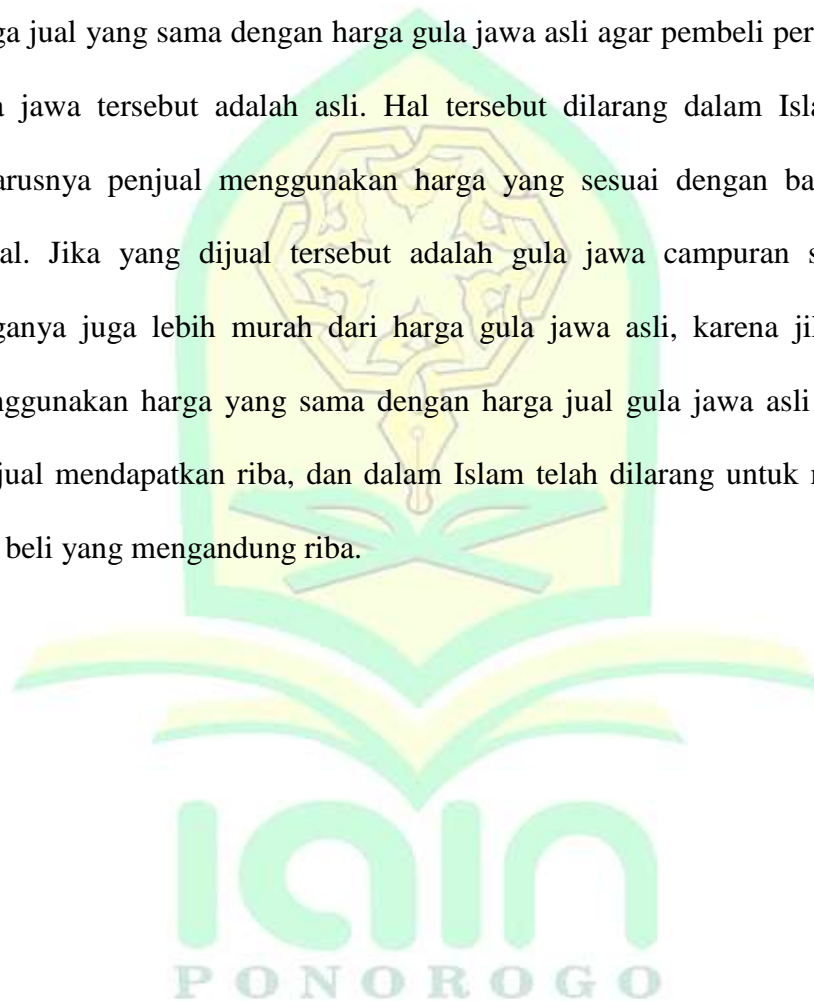 ga jual yang sama dengan harga gula jawa asli agar pembeli per
a jawa tersebut adalah asli. Hal tersebut dilarang dalam Isla
arusnya penjual menggunakan harga yang sesuai dengan ba
al. Jika yang dijual tersebut adalah gula jawa campuran s
ganya juga lebih murah dari harga gula jawa asli, karena jik
nggunakan harga yang sama dengan harga jual gula jawa asli
jual mendapatkan riba, dan dalam Islam telah dilarang untuk m
beli yang mengandung riba.
iain
PONOROGO